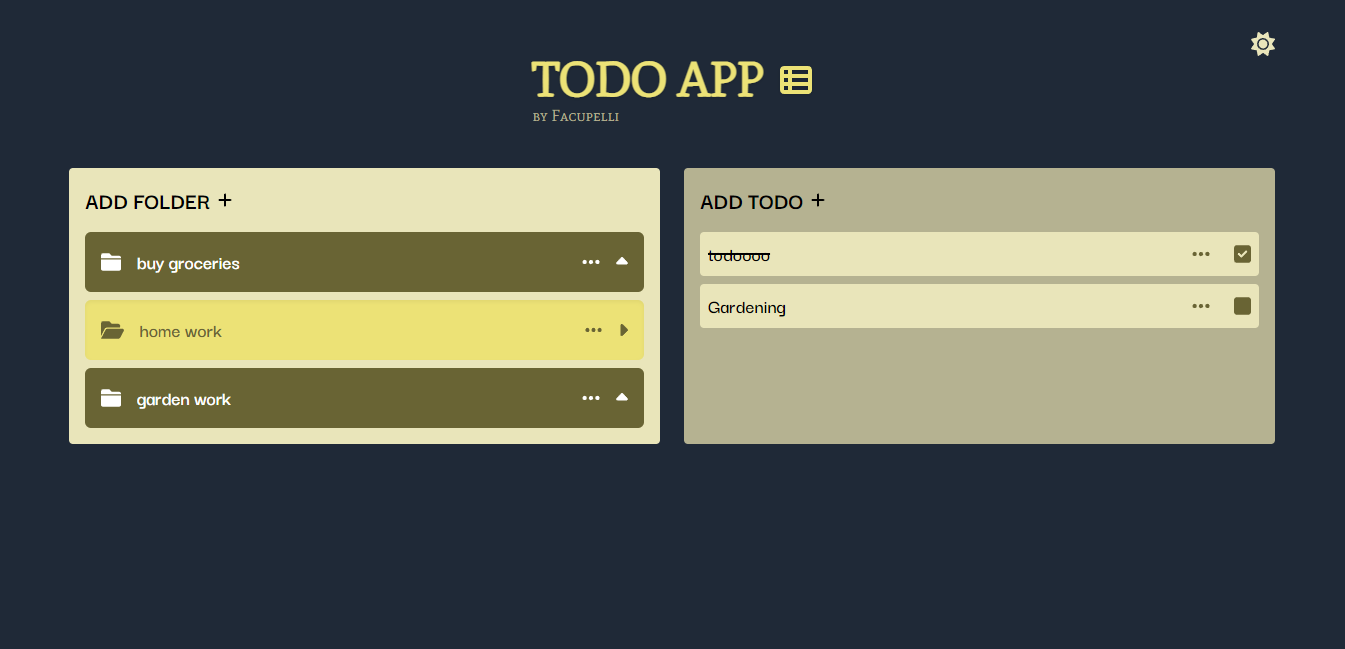 TODO APP
by Facupelli
ADD FOLDER +
buy groceries
home work
garden work
ADD TODO +
todoooo
Gardening